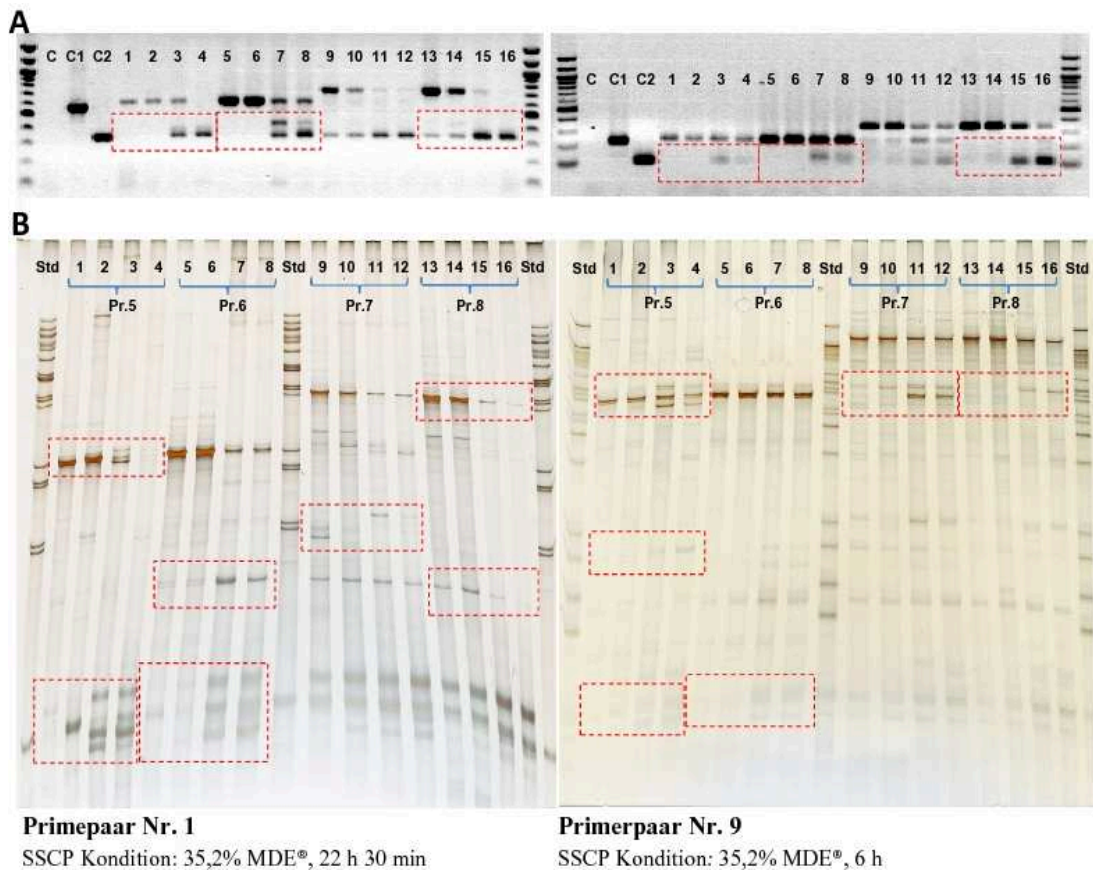 A
C C1 C2 1 2 3 4 5 6 7 8 9 10 11 12 13 14 15 16
C C1 C2 1 2 3 4 5 6 7 8 9 10 11 12 13 14 15 16
B
Std 1 2 3 4 5 6 7 8 Std 9 10 11 12 13 14 15 16 Std
Pr.5 Pr.6 Pr.7 Pr.8
Std 1 2 3 4 5 6 7 8 Std 9 10 11 12 13 14 15 16 Std
Pr.5 Pr.6 Pr.7 Pr.8
Primepaar Nr. 1
SSCP Kondition: 35,2% MDE®, 22 h 30 min
Primerpaar Nr. 9
SSCP Kondition: 35,2% MDE®, 6 h